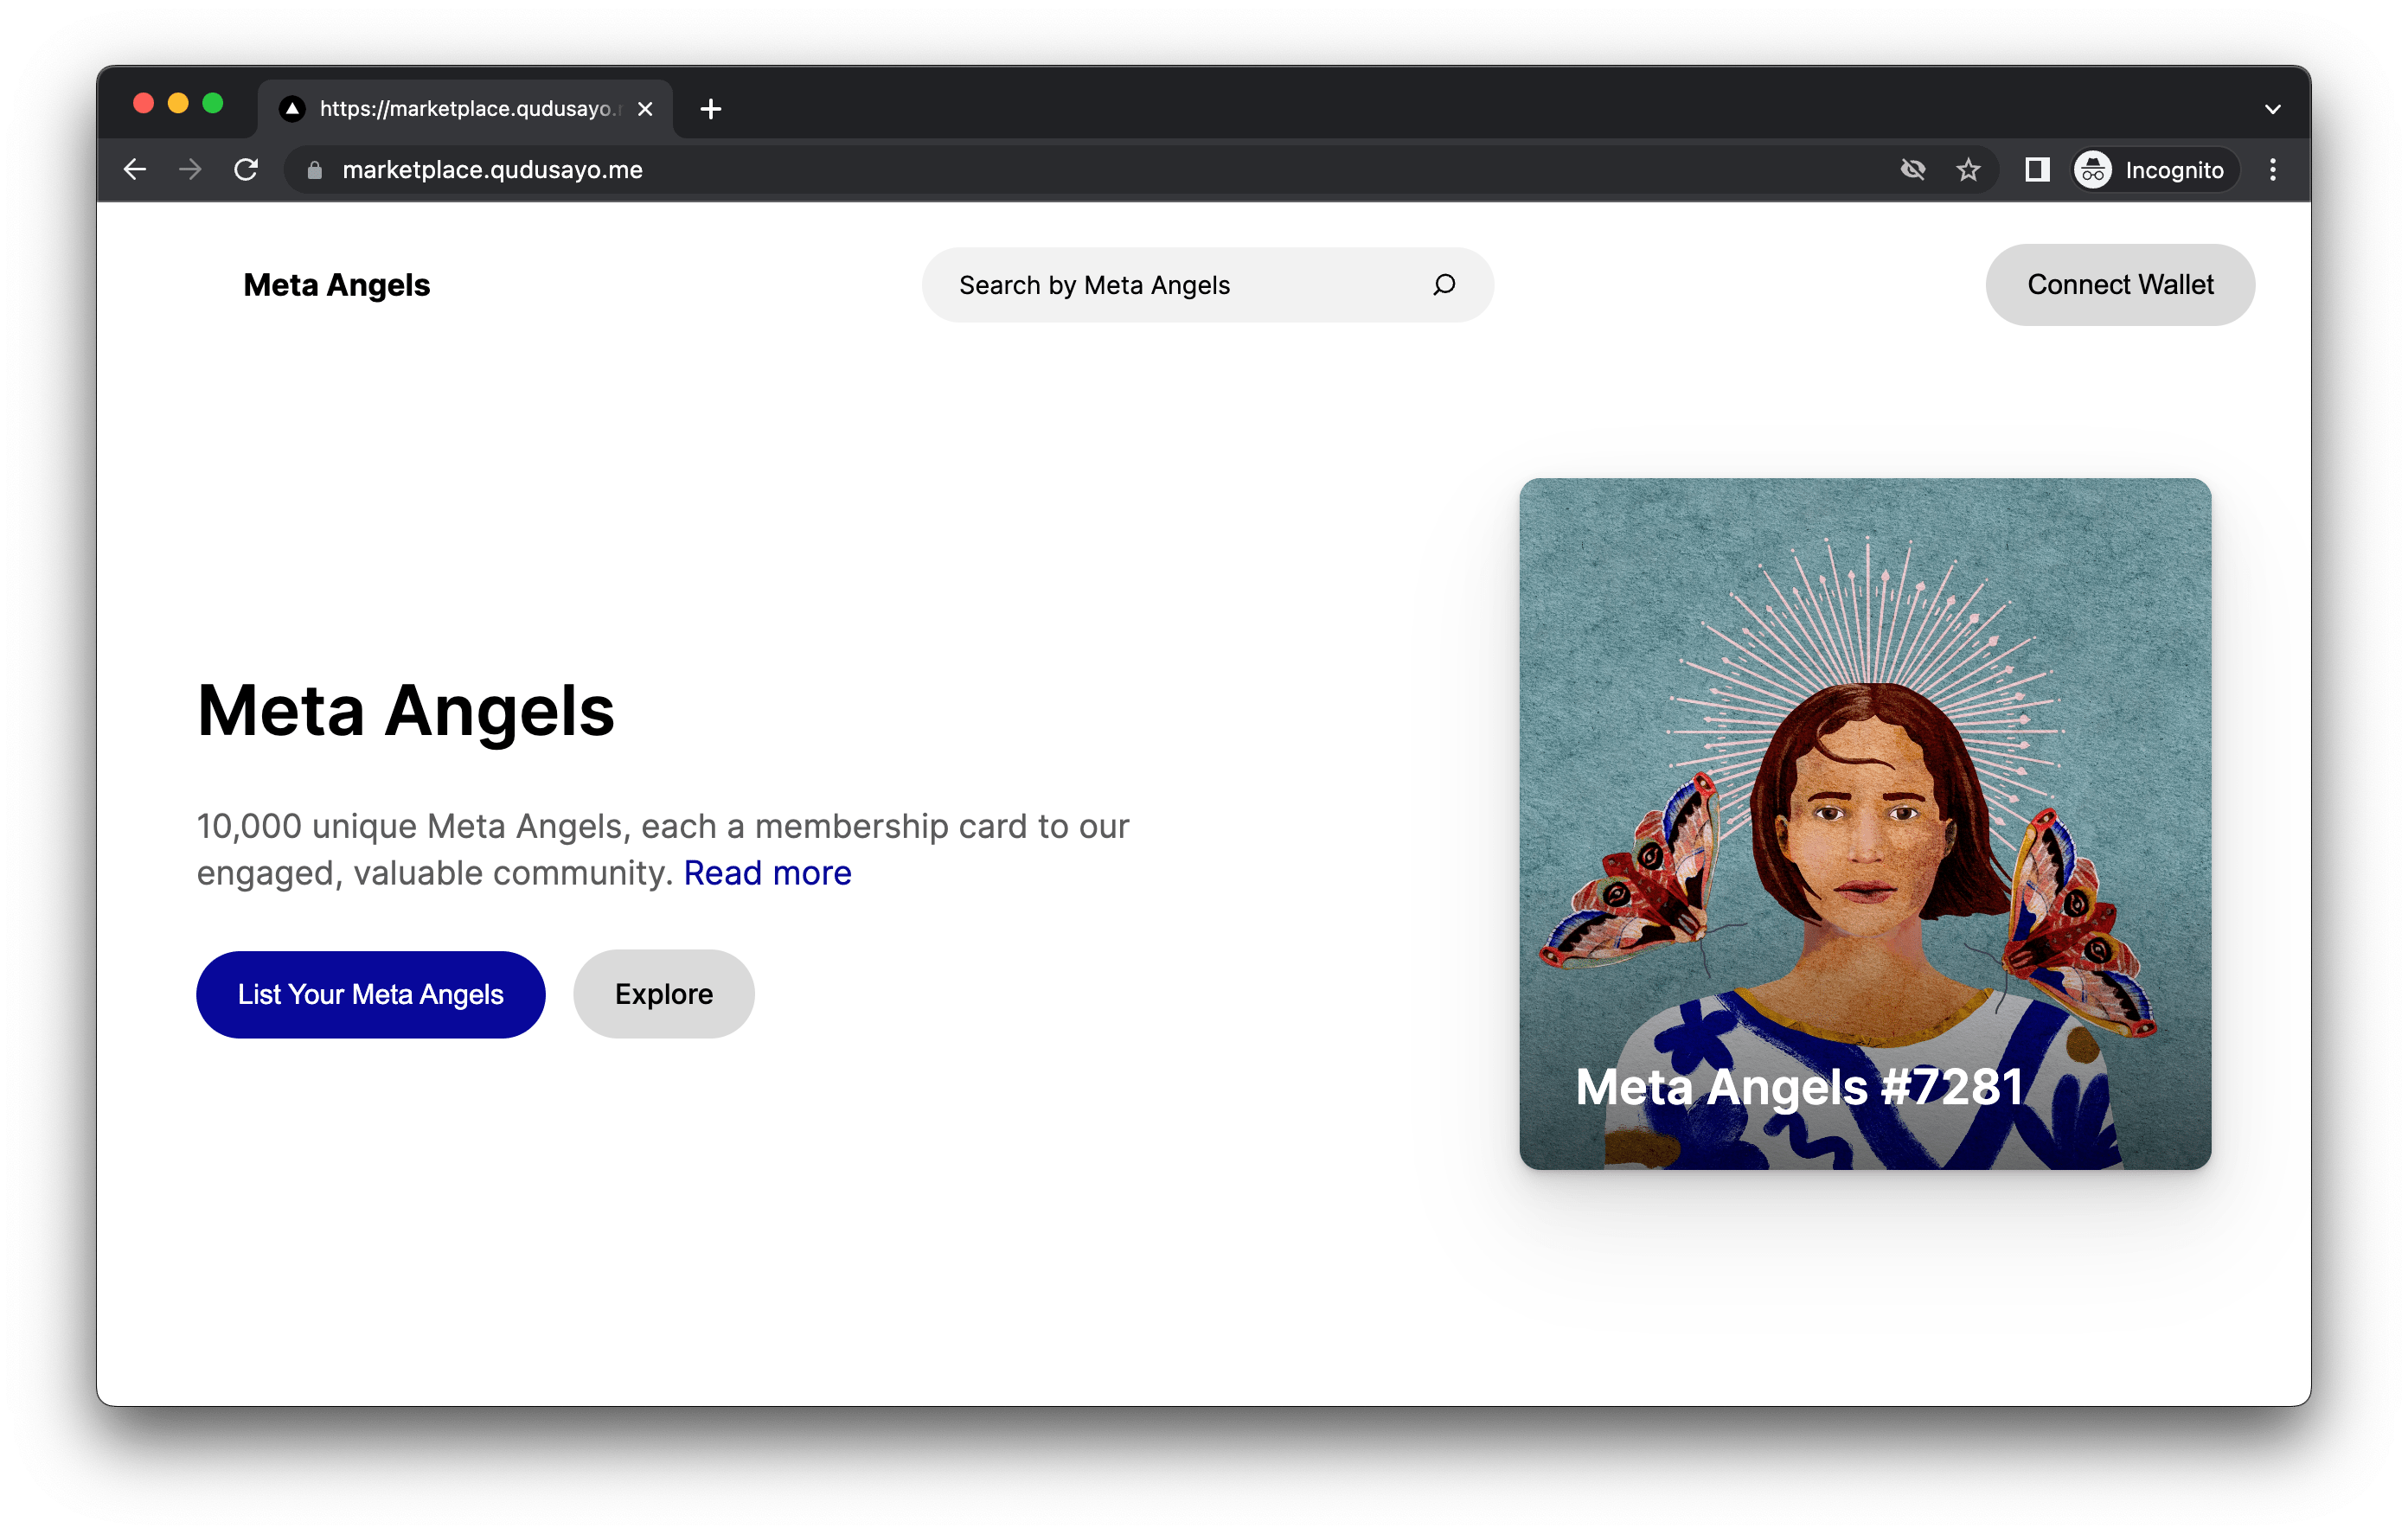 https://marketplace.qudusayo.
marketplace.qudusayo.me
Incognito
Meta Angels
Search by Meta Angels
Connect Wallet
Meta Angels
10,000 unique Meta Angels, each a membership card to our
engaged, valuable community. Read more
List Your Meta Angels
Explore
Meta Angels #7281